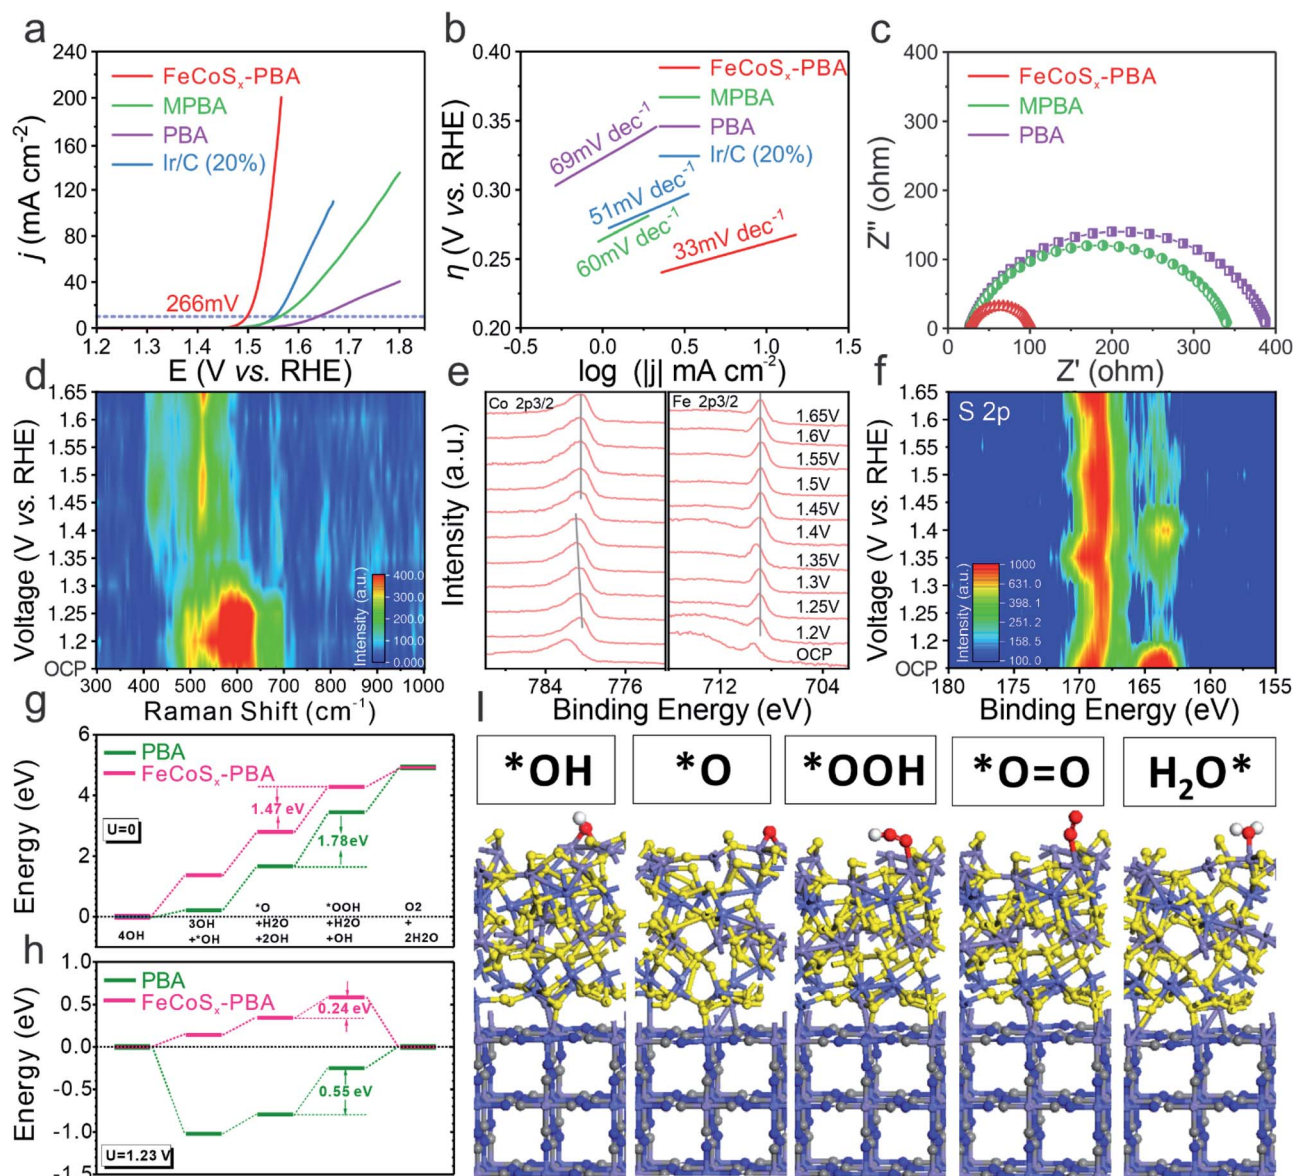 a
240
200
160
120
80
40
0
FeCoSₓ-PBA
MPBA
PBA
Ir/C (20%)
266mV
1.2 1.3 1.4 1.5 1.6 1.7 1.8
j (mA cm⁻²)
E (V vs. RHE)
b
0.40
0.35
0.30
0.25
0.20
FeCoSₓ-PBA
MPBA
PBA
Ir/C (20%)
69mV dec⁻¹
51mV dec⁻¹
60mV dec⁻¹
33mV dec⁻¹
-0.5 0.0 0.5 1.0 1.5
η (V vs. RHE)
log (|j| mA cm⁻²)
c
400
300
200
100
0
FeCoSₓ-PBA
MPBA
PBA
0 100 200 300 400
Z'' (ohm)
Z' (ohm)
d
1.65
1.6
1.55
1.5
1.45
1.4
1.35
1.3
1.25
1.2
OCP
400.0
300.0
200.0
100.0
0.000
Intensity (a.u.)
300 400 500 600 700 800 900 1000
Voltage (V vs. RHE)
Raman Shift (cm⁻¹)
e
Co 2p3/2
Fe 2p3/2
1.65V
1.6V
1.55V
1.5V
1.45V
1.4V
1.35V
1.3V
1.25V
1.2V
OCP
784 776
712 704
Intensity (a.u.)
Binding Energy (eV)
f
S 2p
1.65
1.6
1.55
1.5
1.45
1.4
1.35
1.3
1.25
1.2
OCP
1000
631.0
398.1
251.2
158.5
100.0
Intensity (a.u.)
180 175 170 165 160 155
Voltage (V vs. RHE)
Binding Energy (eV)
g
6
4
2
0
PBA
FeCoSₓ-PBA
1.47 eV
1.78eV
U=0
4OH
3OH
+*OH
*O
+H2O
+2OH
*OOH
+H2O
+OH
O2
+
2H2O
Energy (eV)
h
1.0
0.5
0.0
-0.5
-1.0
-1.5
PBA
FeCoSₓ-PBA
0.24 eV
0.55 eV
U=1.23 V
Energy (eV)
l
*OH
*O
*OOH
*O=O
H₂O*